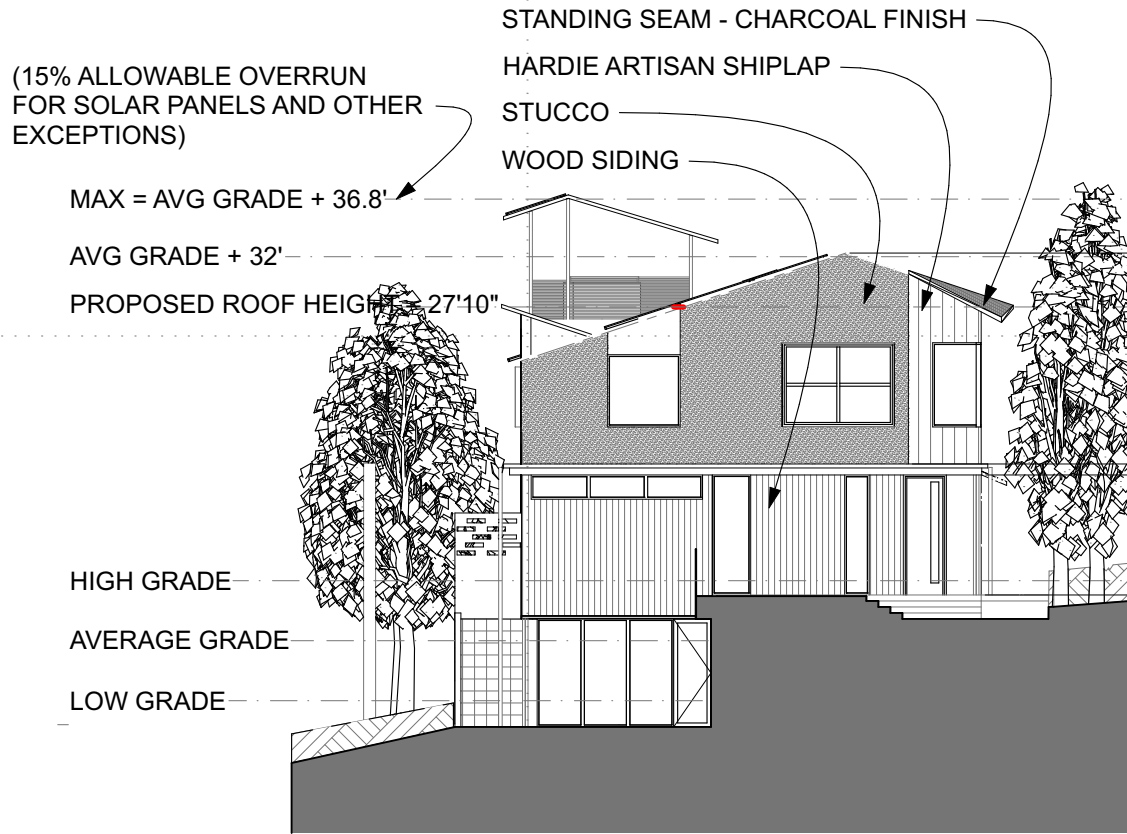 STANDING SEAM - CHARCOAL FINISH
(15% ALLOWABLE OVERRUN
FOR SOLAR PANELS AND OTHER
EXCEPTIONS)
HARDIE ARTISAN SHIPLAP
STUCCO
WOOD SIDING
MAX = AVG GRADE + 36.8'
AVG GRADE + 32'
PROPOSED ROOF HEIGHT = 27'10"
HIGH GRADE
AVERAGE GRADE
LOW GRADE